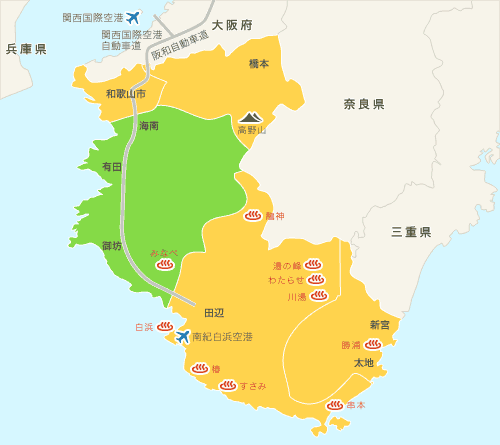 関西国際空港
大阪府
関西国際空港
自動車道
阪和自動車道
兵庫県
橋本
和歌山市
奈良県
海南
高野山
有田
龍神
三重県
御坊
みなべ
湯の峰
わたらせ
川湯
田辺
白浜
新宮
南紀白浜空港
勝浦
太地
椿
すさみ
串本